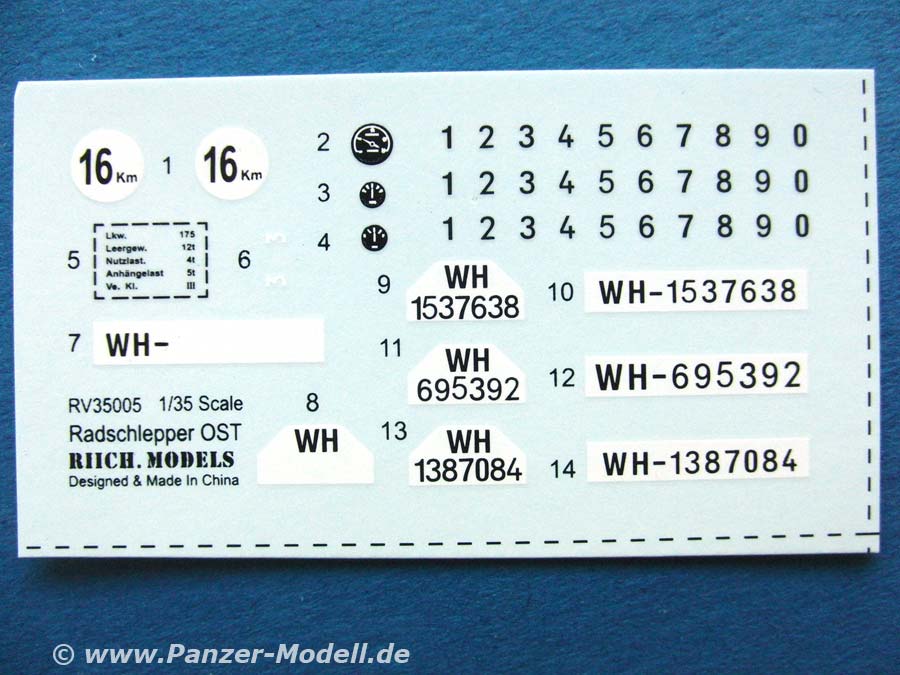 16 Km 1 16 Km
2 1 2 3 4 5 6 7 8 9 0
3 1 2 3 4 5 6 7 8 9 0
4 1 2 3 4 5 6 7 8 9 0
5
Lkw. 175
Leergew. 12t
Nutzlast. 4t
Anhängelast 5t
Ve. Kl. III
6
7 WH-
8 WH
9 WH
1537638
10 WH-1537638
11 WH
695392
12 WH-695392
13 WH
1387084
14 WH-1387084
RV35005 1/35 Scale
Radschlepper OST
RIICH. MODELS
Designed & Made In China
© www.Panzer-Modell.de